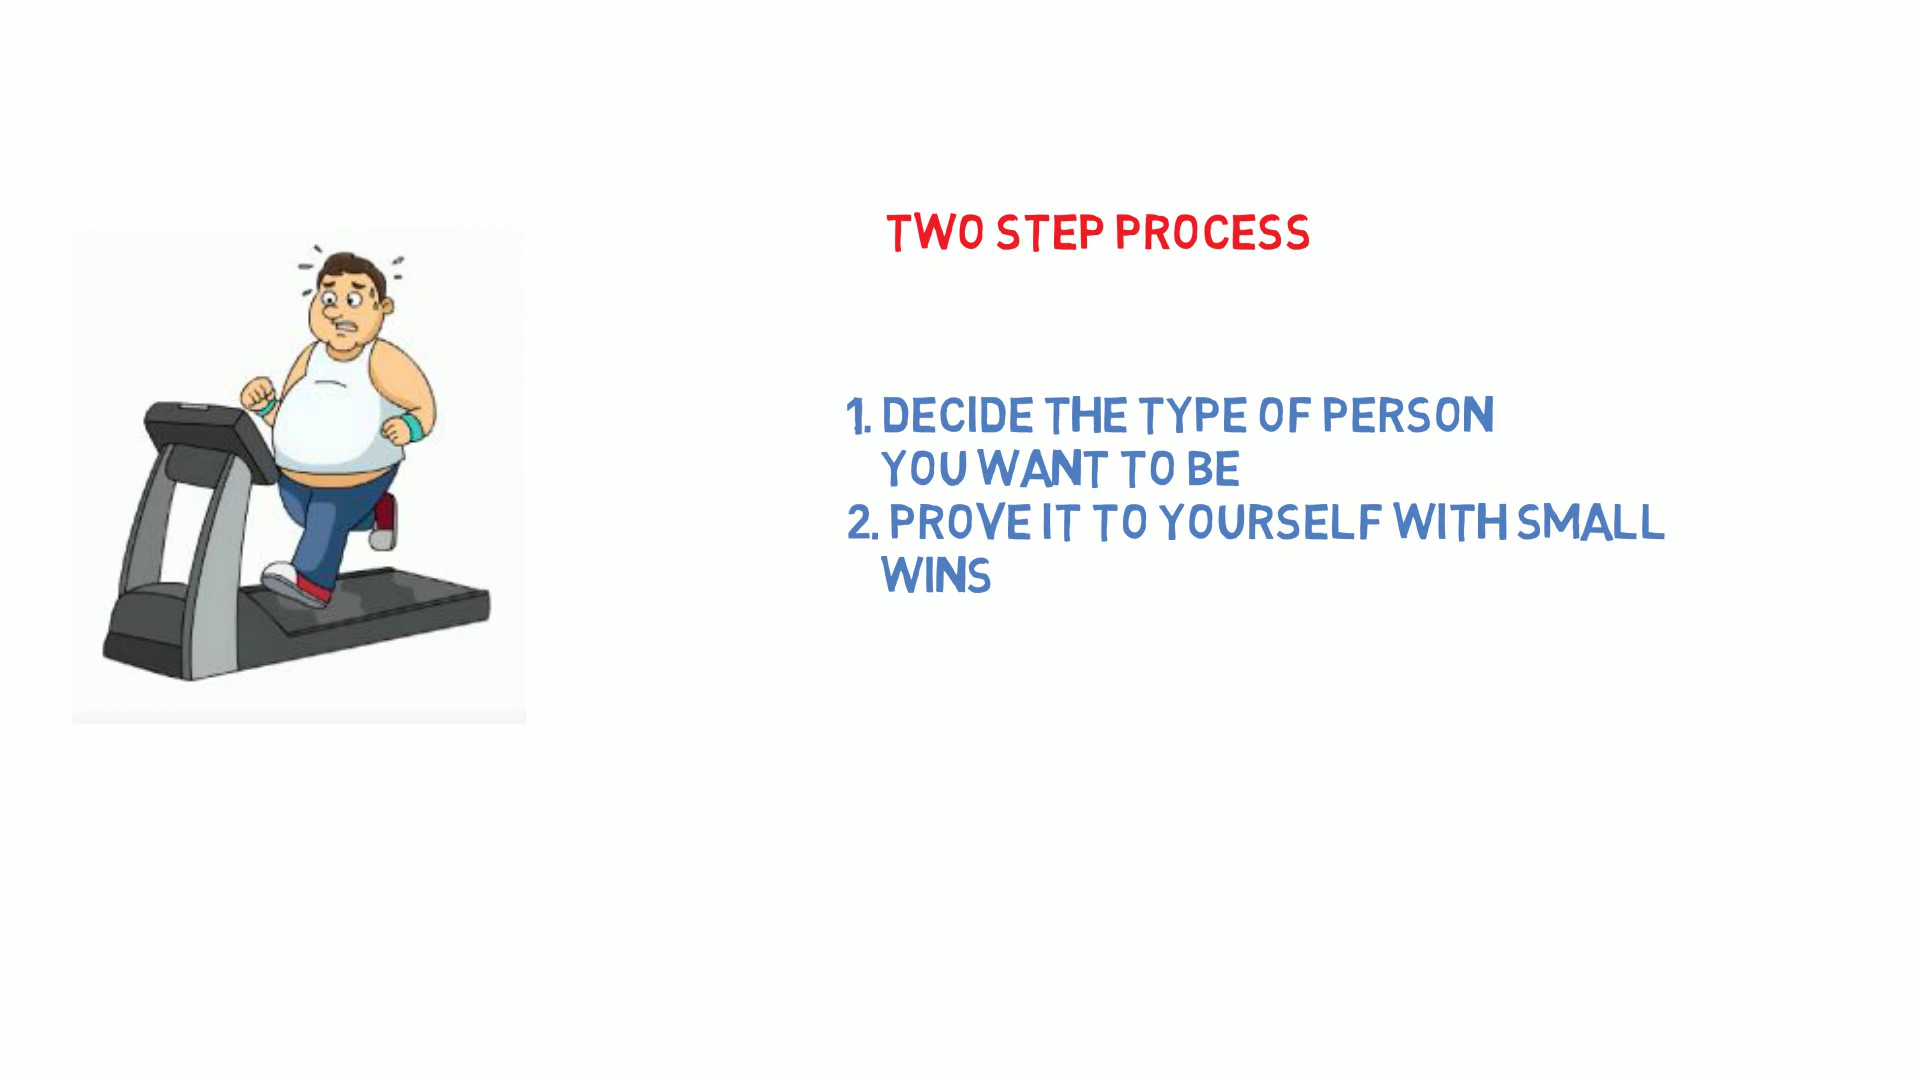 TWO STEP PROCESS
1. DECIDE THE TYPE OF PERSON
YOU WANT TO BE
2. PROVE IT TO YOURSELF WITH SMALL
WINS